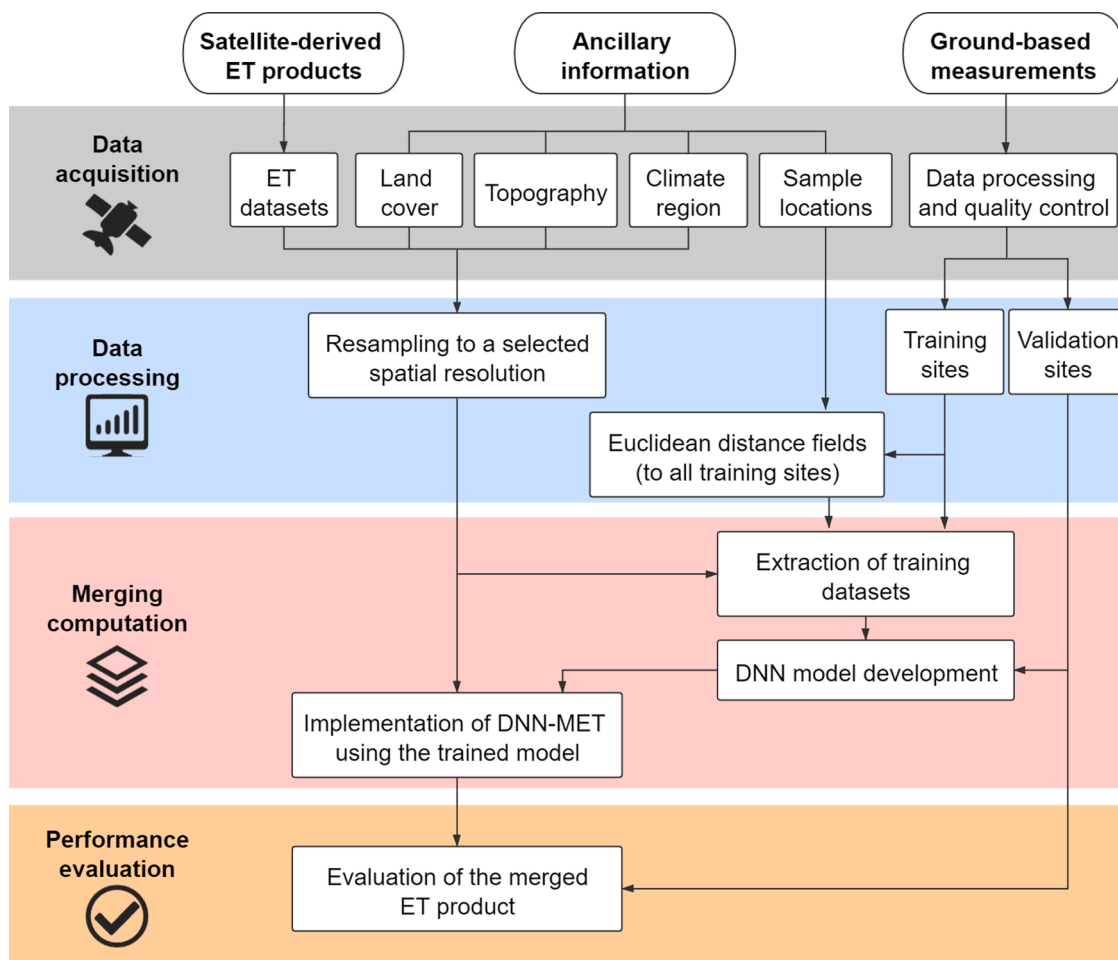 Satellite-derived
ET products
Ancillary
information
Ground-based
measurements
Data
acquisition
ET
datasets
Land
cover
Topography
Climate
region
Sample
locations
Data processing
and quality control
Data
processing
Resampling to a selected
spatial resolution
Training
sites
Validation
sites
Euclidean distance fields
(to all training sites)
Merging
computation
Extraction of training
datasets
DNN model development
Implementation of DNN-MET
using the trained model
Performance
evaluation
Evaluation of the merged
ET product